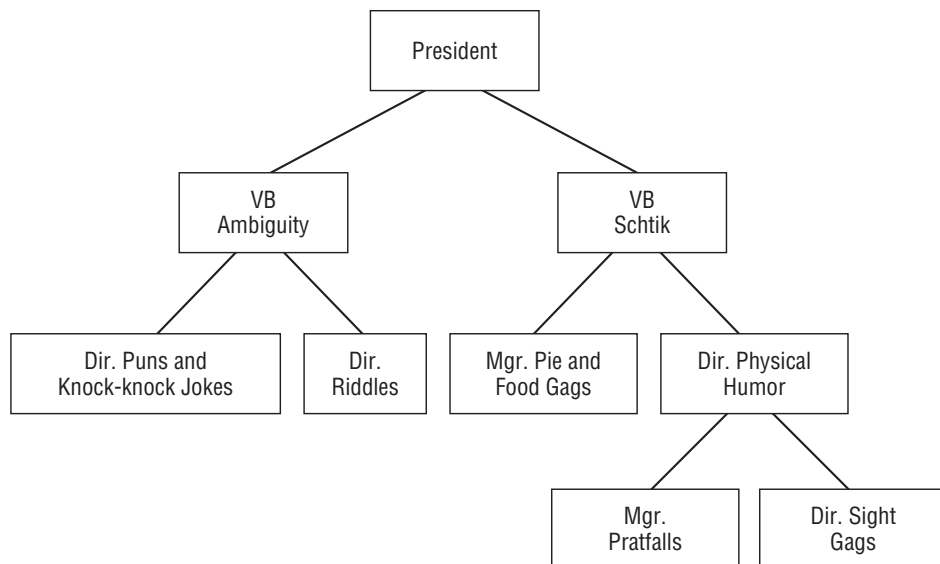 President
VB
Ambiguity
VB
Schtik
Dir. Puns and
Knock-knock Jokes
Dir.
Riddles
Mgr. Pie and
Food Gags
Dir. Physical
Humor
Mgr.
Pratfalls
Dir. Sight
Gags